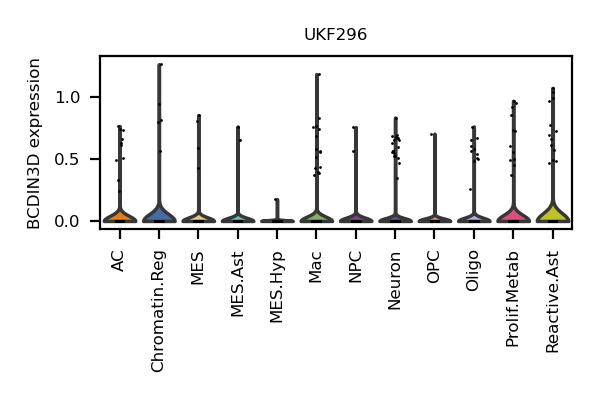 UKF296
BCDIN3D expression
1.0
0.5
0.0
AC
Chromatin.Reg
MES
MES.Ast
MES.Hyp
Mac
NPC
Neuron
OPC
Oligo
Prolif.Metab
Reactive.Ast